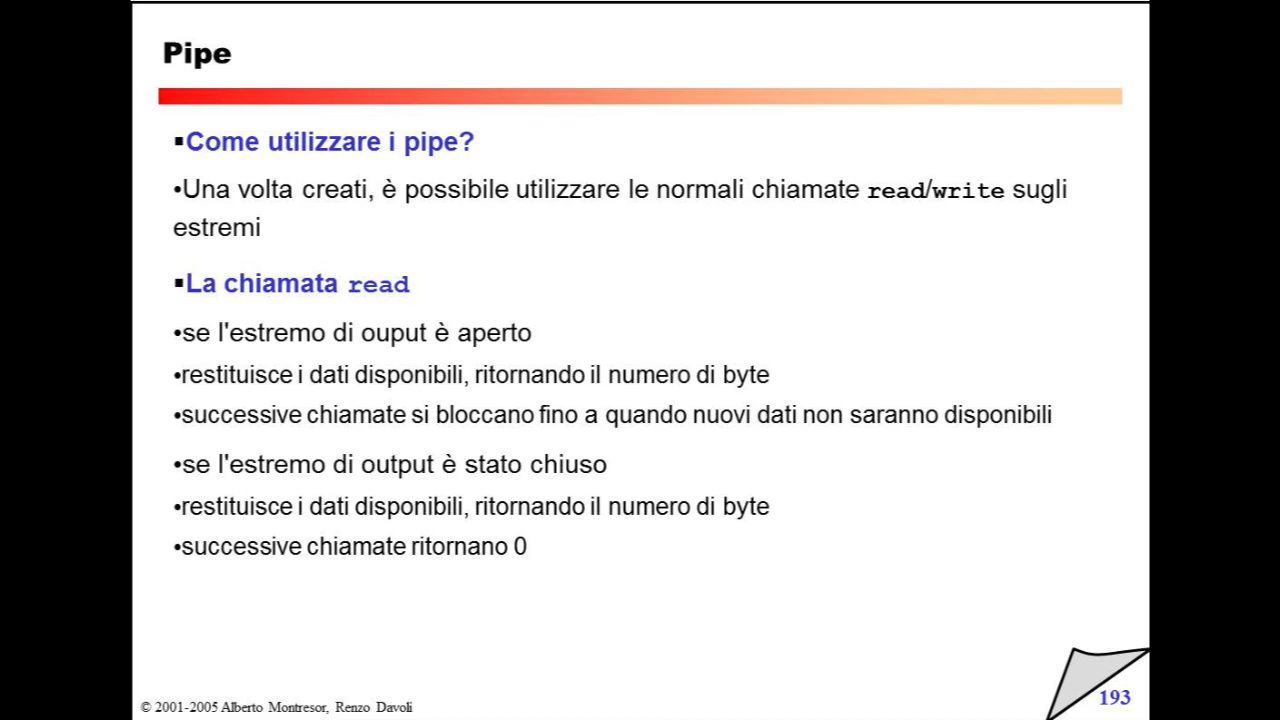 Pipe
▪Come utilizzare i pipe?
•Una volta creati, è possibile utilizzare le normali chiamate read/write sugli
estremi
▪La chiamata read
•se l'estremo di ouput è aperto
•restituisce i dati disponibili, ritornando il numero di byte
•successive chiamate si bloccano fino a quando nuovi dati non saranno disponibili
•se l'estremo di output è stato chiuso
•restituisce i dati disponibili, ritornando il numero di byte
•successive chiamate ritornano 0
© 2001-2005 Alberto Montresor, Renzo Davoli
193